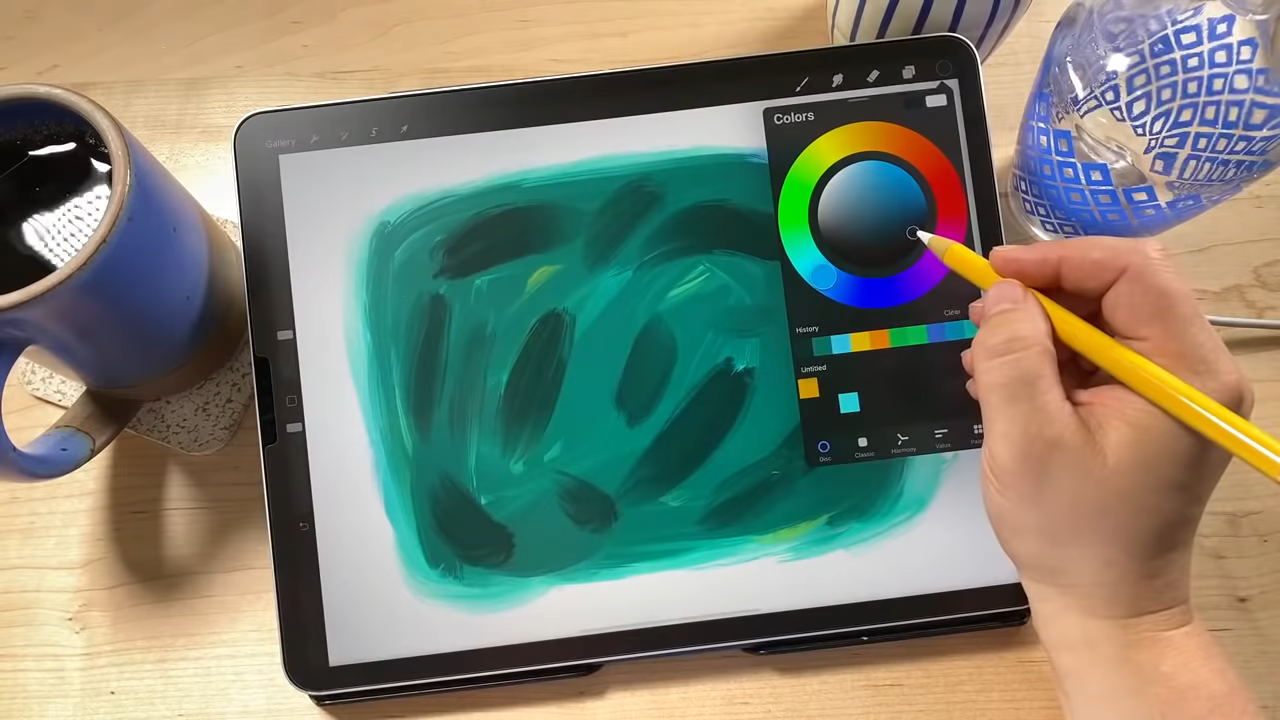 Gallery
S
Colors
Clear
History
Untitled
Disc
Classic
Harmony
Value